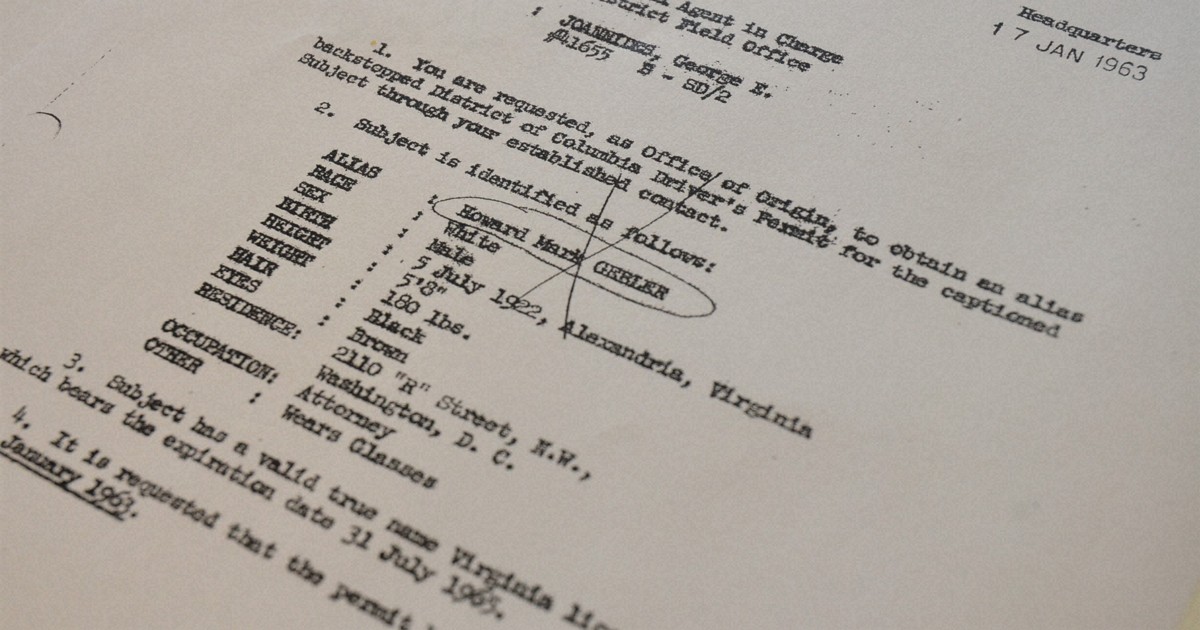 Agent in Charge
District Field Office
Headquarters
17 JAN 1963
: JOANNIDES, George E.
#41655 E - SD/2
1. You are requested, as Office of Origin, to obtain an alias
backstopped District of Columbia Driver's Permit for the captioned
Subject through your established contact.
2. Subject is identified as follows:
ALIAS : Howard Mark GEBLER
RACE : White
SEX : Male
BIRTH : 5 July 1922, Alexandria, Virginia
HEIGHT : 5'8"
WEIGHT : 180 lbs.
HAIR : Black
EYES : Brown
RESIDENCE: 2110 "R" Street, N.W.,
Washington, D. C.
OCCUPATION: Attorney
OTHER : Wears Glasses
3. Subject has a valid true name Virginia
which bears the expiration date 31 July 1965.
4. It is requested that the permit
January 1963.